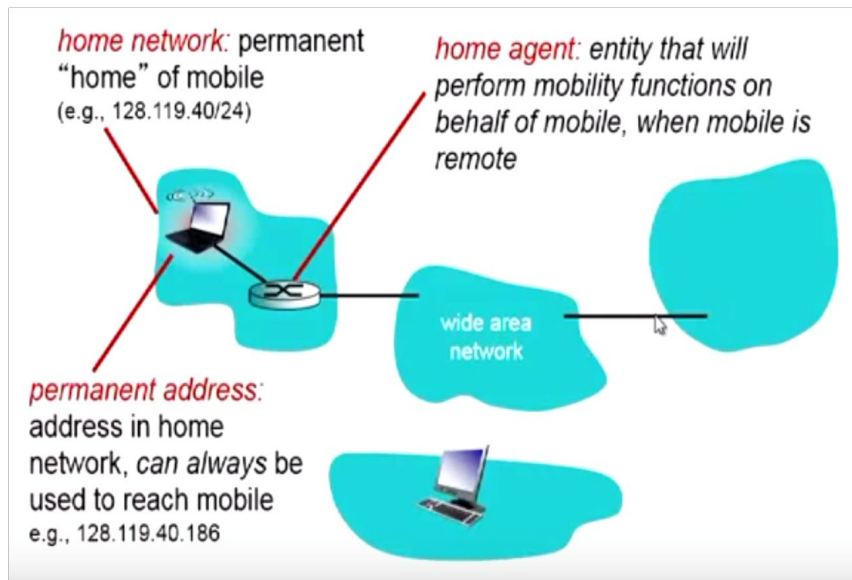 home network: permanent
“home” of mobile
(e.g., 128.119.40/24)
home agent: entity that will
perform mobility functions on
behalf of mobile, when mobile is
remote
wide area
network
permanent address:
address in home
network, can always be
used to reach mobile
e.g., 128.119.40.186